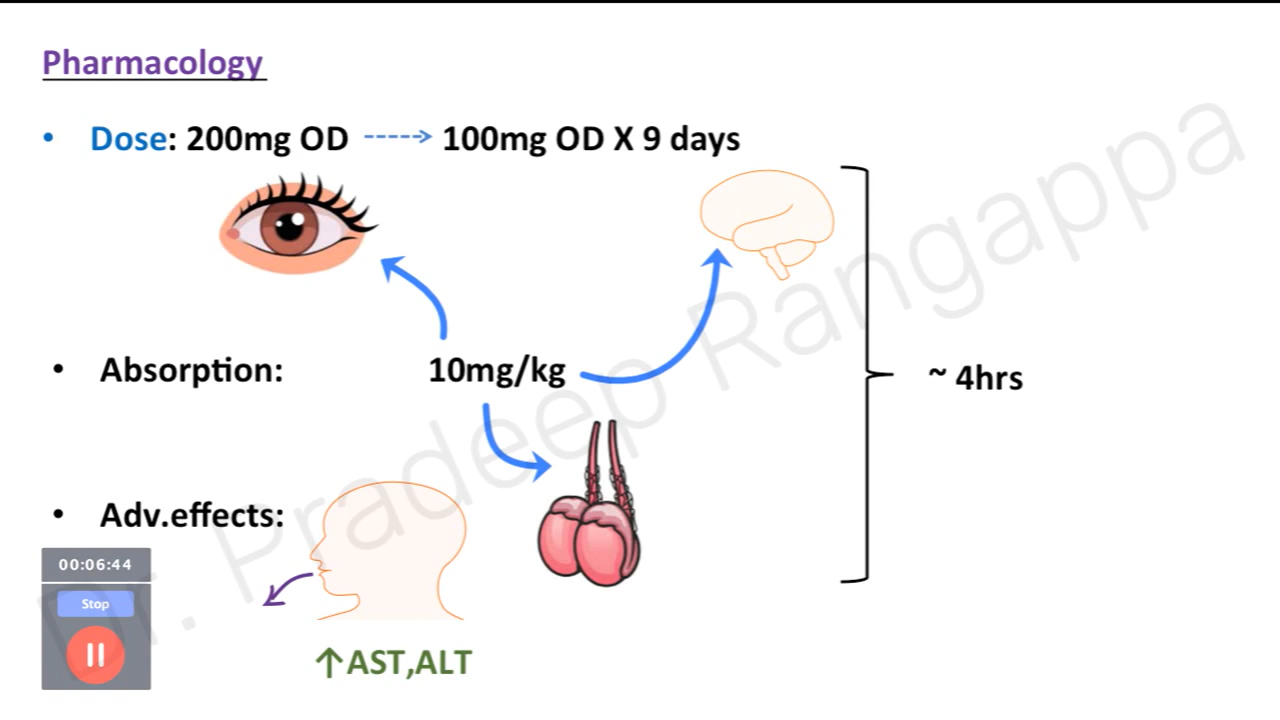 Pharmacology
• Dose: 200mg OD ----> 100mg OD X 9 days
• Absorption: 10mg/kg
~ 4hrs
• Adv.effects:
00:06:44
Stop
↑AST,ALT
Dr. Pradeep Rangappa